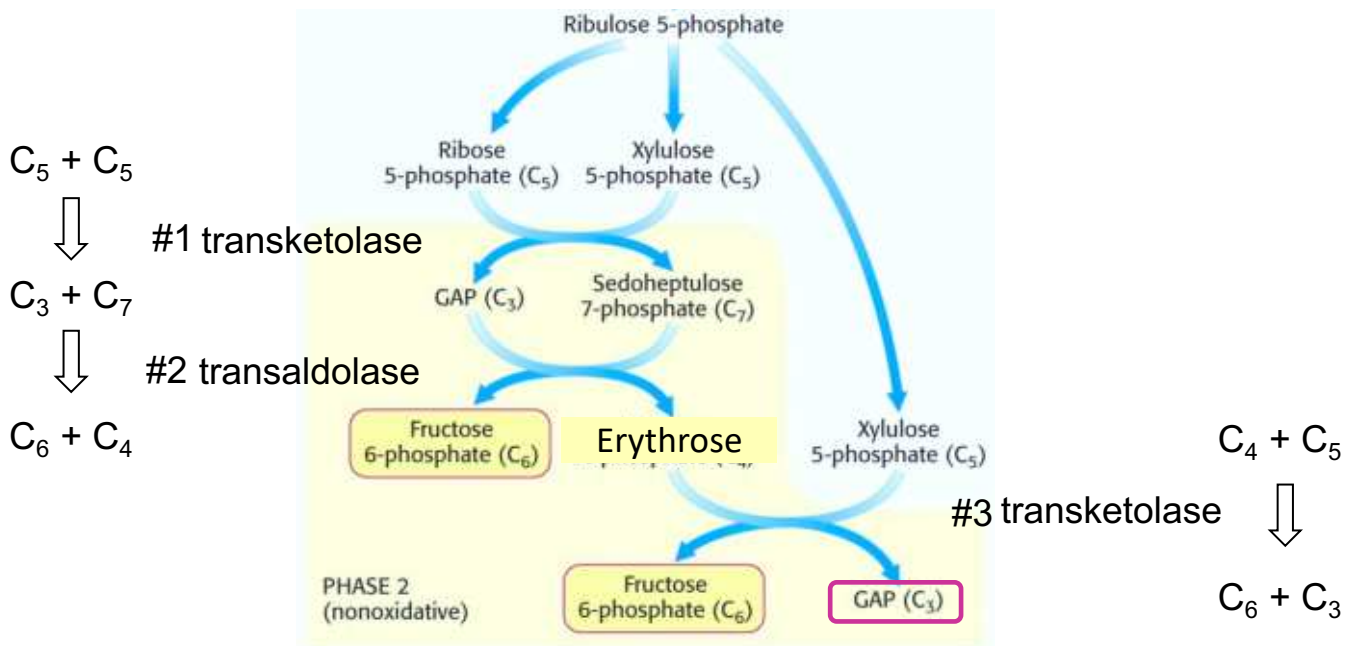 Ribulose 5-phosphate
C5 + C5
Ribose
5-phosphate (C5)
Xylulose
5-phosphate (C5)
#1 transketolase
C3 + C7
GAP (C3)
Sedoheptulose
7-phosphate (C7)
#2 transaldolase
C6 + C4
Fructose
6-phosphate (C6)
Erythrose
Xylulose
5-phosphate (C5)
C4 + C5
#3 transketolase
PHASE 2
(nonoxidative)
Fructose
6-phosphate (C6)
GAP (C3)
C6 + C3